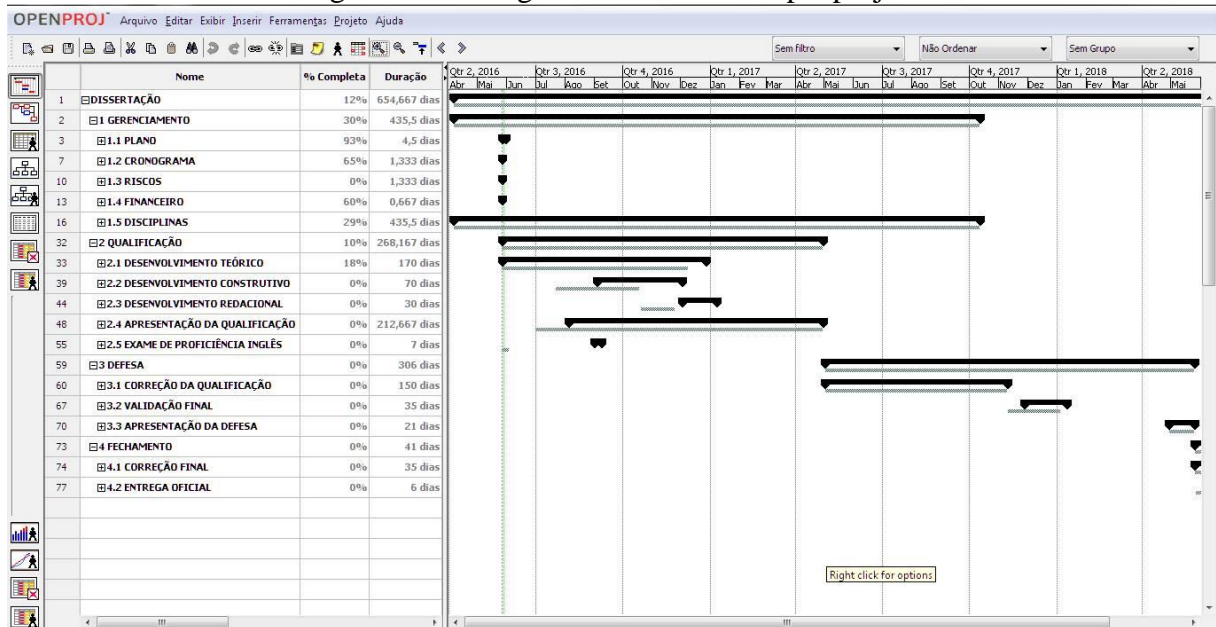 OPENPROJ Arquivo Editar Exibir Inserir Ferramentas Projeto Ajuda
Sem filtro Não Ordenar Sem Grupo
Nome % Completa Duração
Qtr 2, 2016 Qtr 3, 2016 Qtr 4, 2016 Qtr 1, 2017 Qtr 2, 2017 Qtr 3, 2017 Qtr 4, 2017 Qtr 1, 2018 Qtr 2, 2018
Abr Mai Jun Jul Ago Set Out Nov Dez Jan Fev Mar Abr Mai Jun Jul Ago Set Out Nov Dez Jan Fev Mar Abr Mai
1 DISSERTAÇÃO 12% 654,667 dias
2 1 GERENCIAMENTO 30% 435,5 dias
3 1.1 PLANO 93% 4,5 dias
7 1.2 CRONOGRAMA 65% 1,333 dias
10 1.3 RISCOS 0% 1,333 dias
13 1.4 FINANCEIRO 60% 0,667 dias
16 1.5 DISCIPLINAS 29% 435,5 dias
32 2 QUALIFICAÇÃO 10% 268,167 dias
33 2.1 DESENVOLVIMENTO TEÓRICO 18% 170 dias
39 2.2 DESENVOLVIMENTO CONSTRUTIVO 0% 70 dias
44 2.3 DESENVOLVIMENTO REDACIONAL 0% 30 dias
48 2.4 APRESENTAÇÃO DA QUALIFICAÇÃO 0% 212,667 dias
55 2.5 EXAME DE PROFICIÊNCIA INGLÊS 0% 7 dias
59 3 DEFESA 0% 306 dias
60 3.1 CORREÇÃO DA QUALIFICAÇÃO 0% 150 dias
67 3.2 VALIDAÇÃO FINAL 0% 35 dias
70 3.3 APRESENTAÇÃO DA DEFESA 0% 21 dias
73 4 FECHAMENTO 0% 41 dias
74 4.1 CORREÇÃO FINAL 0% 35 dias
77 4.2 ENTREGA OFICIAL 0% 6 dias
Right click for options